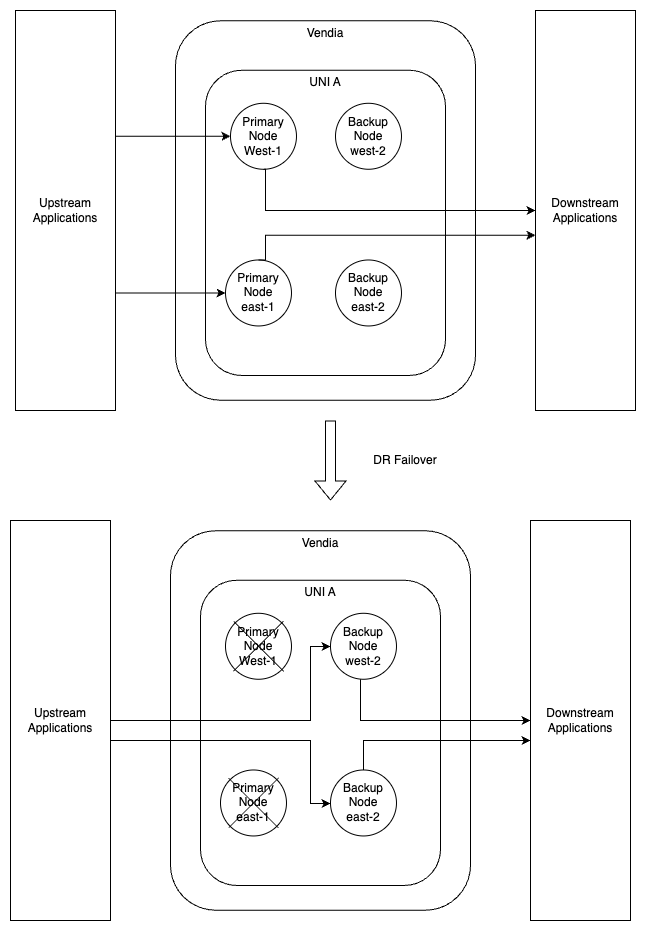 Vendia
UNI A
Primary
Node
West-1
Backup
Node
west-2
Upstream
Applications
Downstream
Applications
Primary
Node
east-1
Backup
Node
east-2
DR Failover
Vendia
UNI A
Primary
Node
West-1
Backup
Node
west-2
Upstream
Applications
Downstream
Applications
Primary
Node
east-1
Backup
Node
east-2